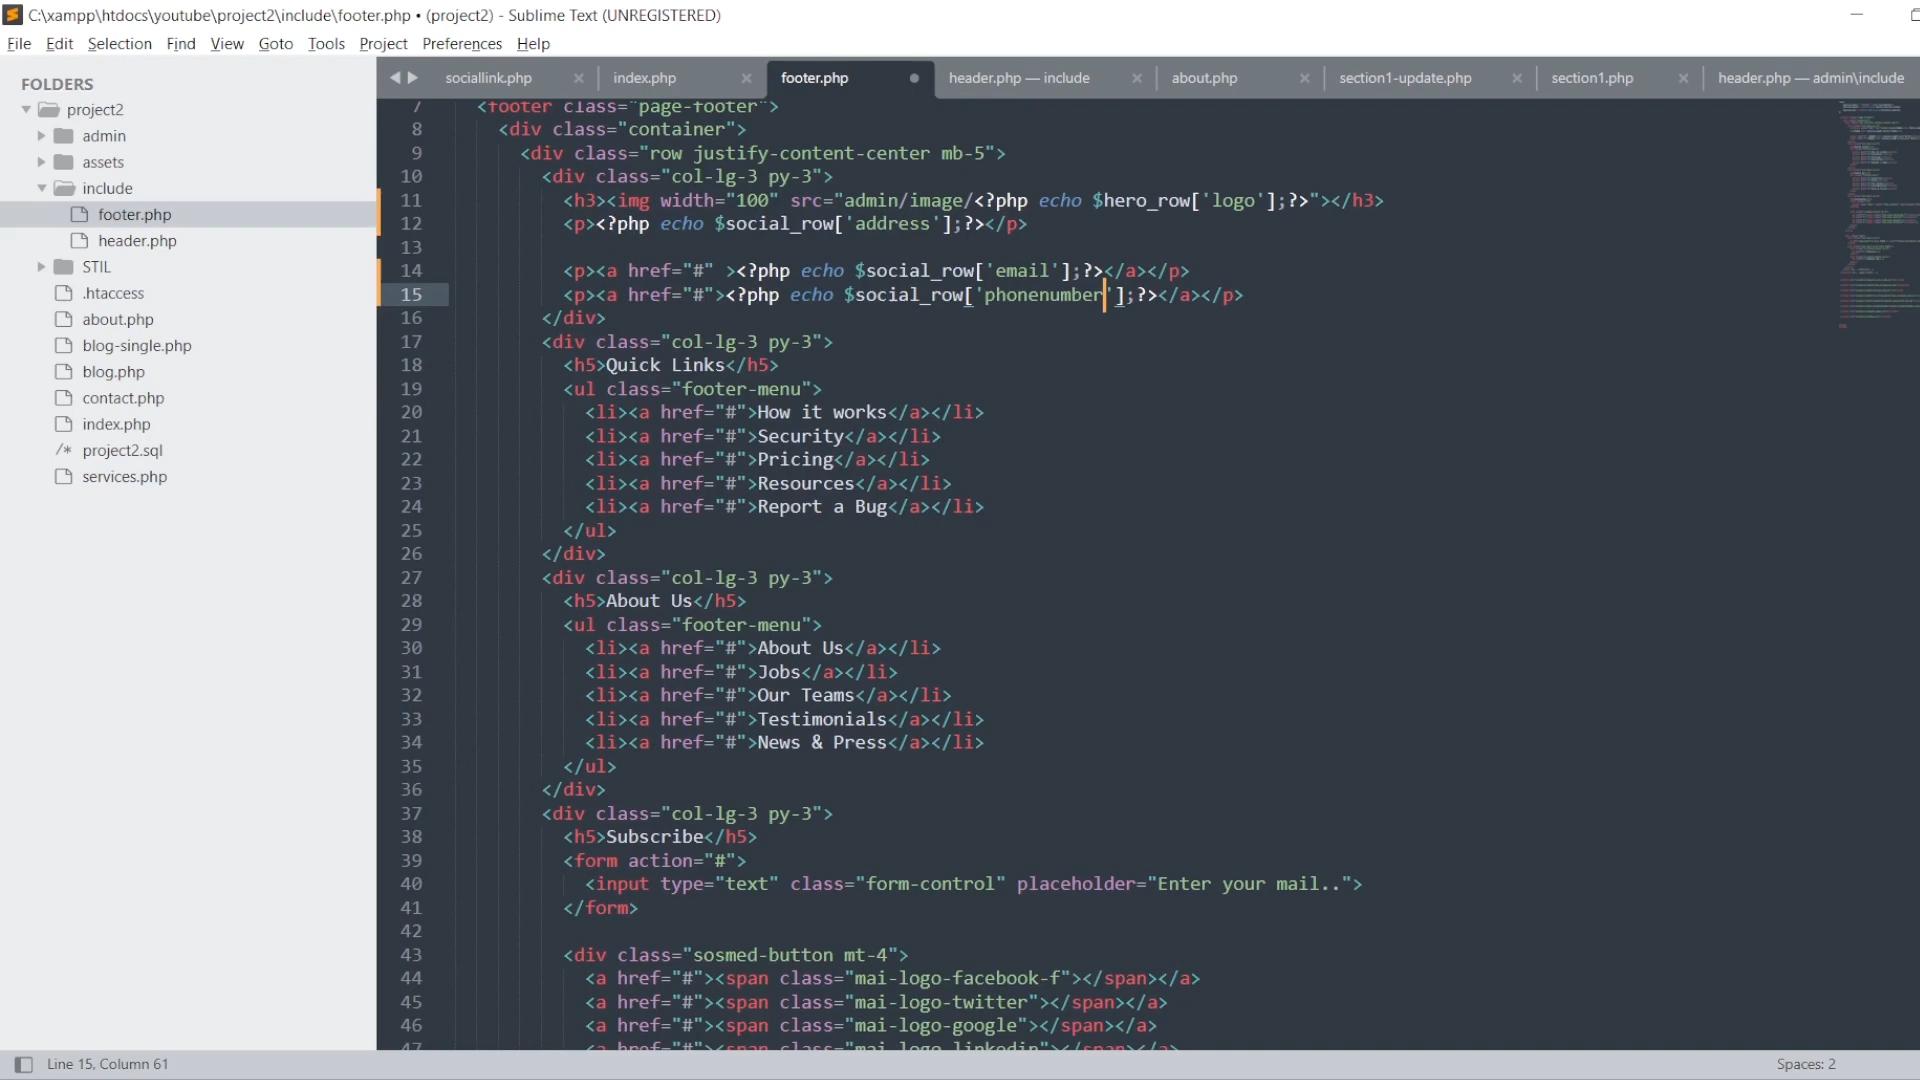 C:\xampp\htdocs\youtube\project2\include\footer.php • (project2) - Sublime Text (UNREGISTERED)
File Edit Selection Find View Goto Tools Project Preferences Help
FOLDERS
project2
admin
assets
include
footer.php
header.php
STIL
.htaccess
about.php
blog-single.php
blog.php
contact.php
index.php
/* project2.sql
services.php
sociallink.php × index.php × footer.php header.php — include × about.php × section1-update.php × section1.php × header.php — admin\include
7 <footer class="page-footer">
8 <div class="container">
9 <div class="row justify-content-center mb-5">
10 <div class="col-lg-3 py-3">
11 <h3><img width="100" src="admin/image/<?php echo $hero_row['logo'];?>"></h3>
12 <p><?php echo $social_row['address'];?></p>
13
14 <p><a href="#" ><?php echo $social_row['email'];?></a></p>
15 <p><a href="#"><?php echo $social_row['phonenumber'];?></a></p>
16 </div>
17 <div class="col-lg-3 py-3">
18 <h5>Quick Links</h5>
19 <ul class="footer-menu">
20 <li><a href="#">How it works</a></li>
21 <li><a href="#">Security</a></li>
22 <li><a href="#">Pricing</a></li>
23 <li><a href="#">Resources</a></li>
24 <li><a href="#">Report a Bug</a></li>
25 </ul>
26 </div>
27 <div class="col-lg-3 py-3">
28 <h5>About Us</h5>
29 <ul class="footer-menu">
30 <li><a href="#">About Us</a></li>
31 <li><a href="#">Jobs</a></li>
32 <li><a href="#">Our Teams</a></li>
33 <li><a href="#">Testimonials</a></li>
34 <li><a href="#">News & Press</a></li>
35 </ul>
36 </div>
37 <div class="col-lg-3 py-3">
38 <h5>Subscribe</h5>
39 <form action="#">
40 <input type="text" class="form-control" placeholder="Enter your mail..">
41 </form>
42
43 <div class="sosmed-button mt-4">
44 <a href="#"><span class="mai-logo-facebook-f"></span></a>
45 <a href="#"><span class="mai-logo-twitter"></span></a>
46 <a href="#"><span class="mai-logo-google"></span></a>
47 <a href="#"><span class="mai-logo-linkedin"></span></a>
Line 15, Column 61
Spaces: 2